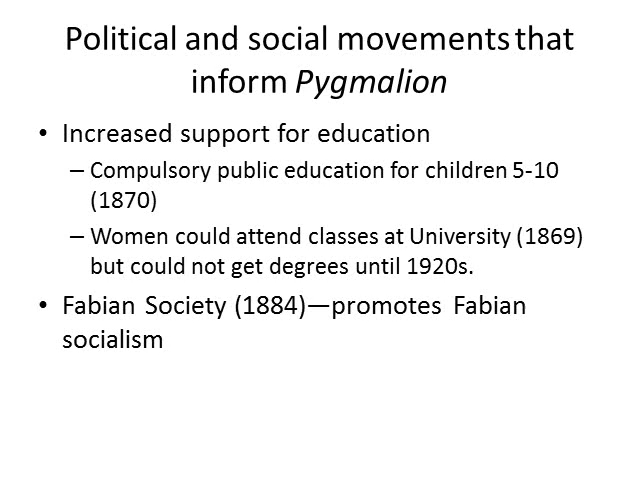 Political and social movements that
inform Pygmalion
• Increased support for education
– Compulsory public education for children 5-10
(1870)
– Women could attend classes at University (1869)
but could not get degrees until 1920s.
• Fabian Society (1884)—promotes Fabian
socialism